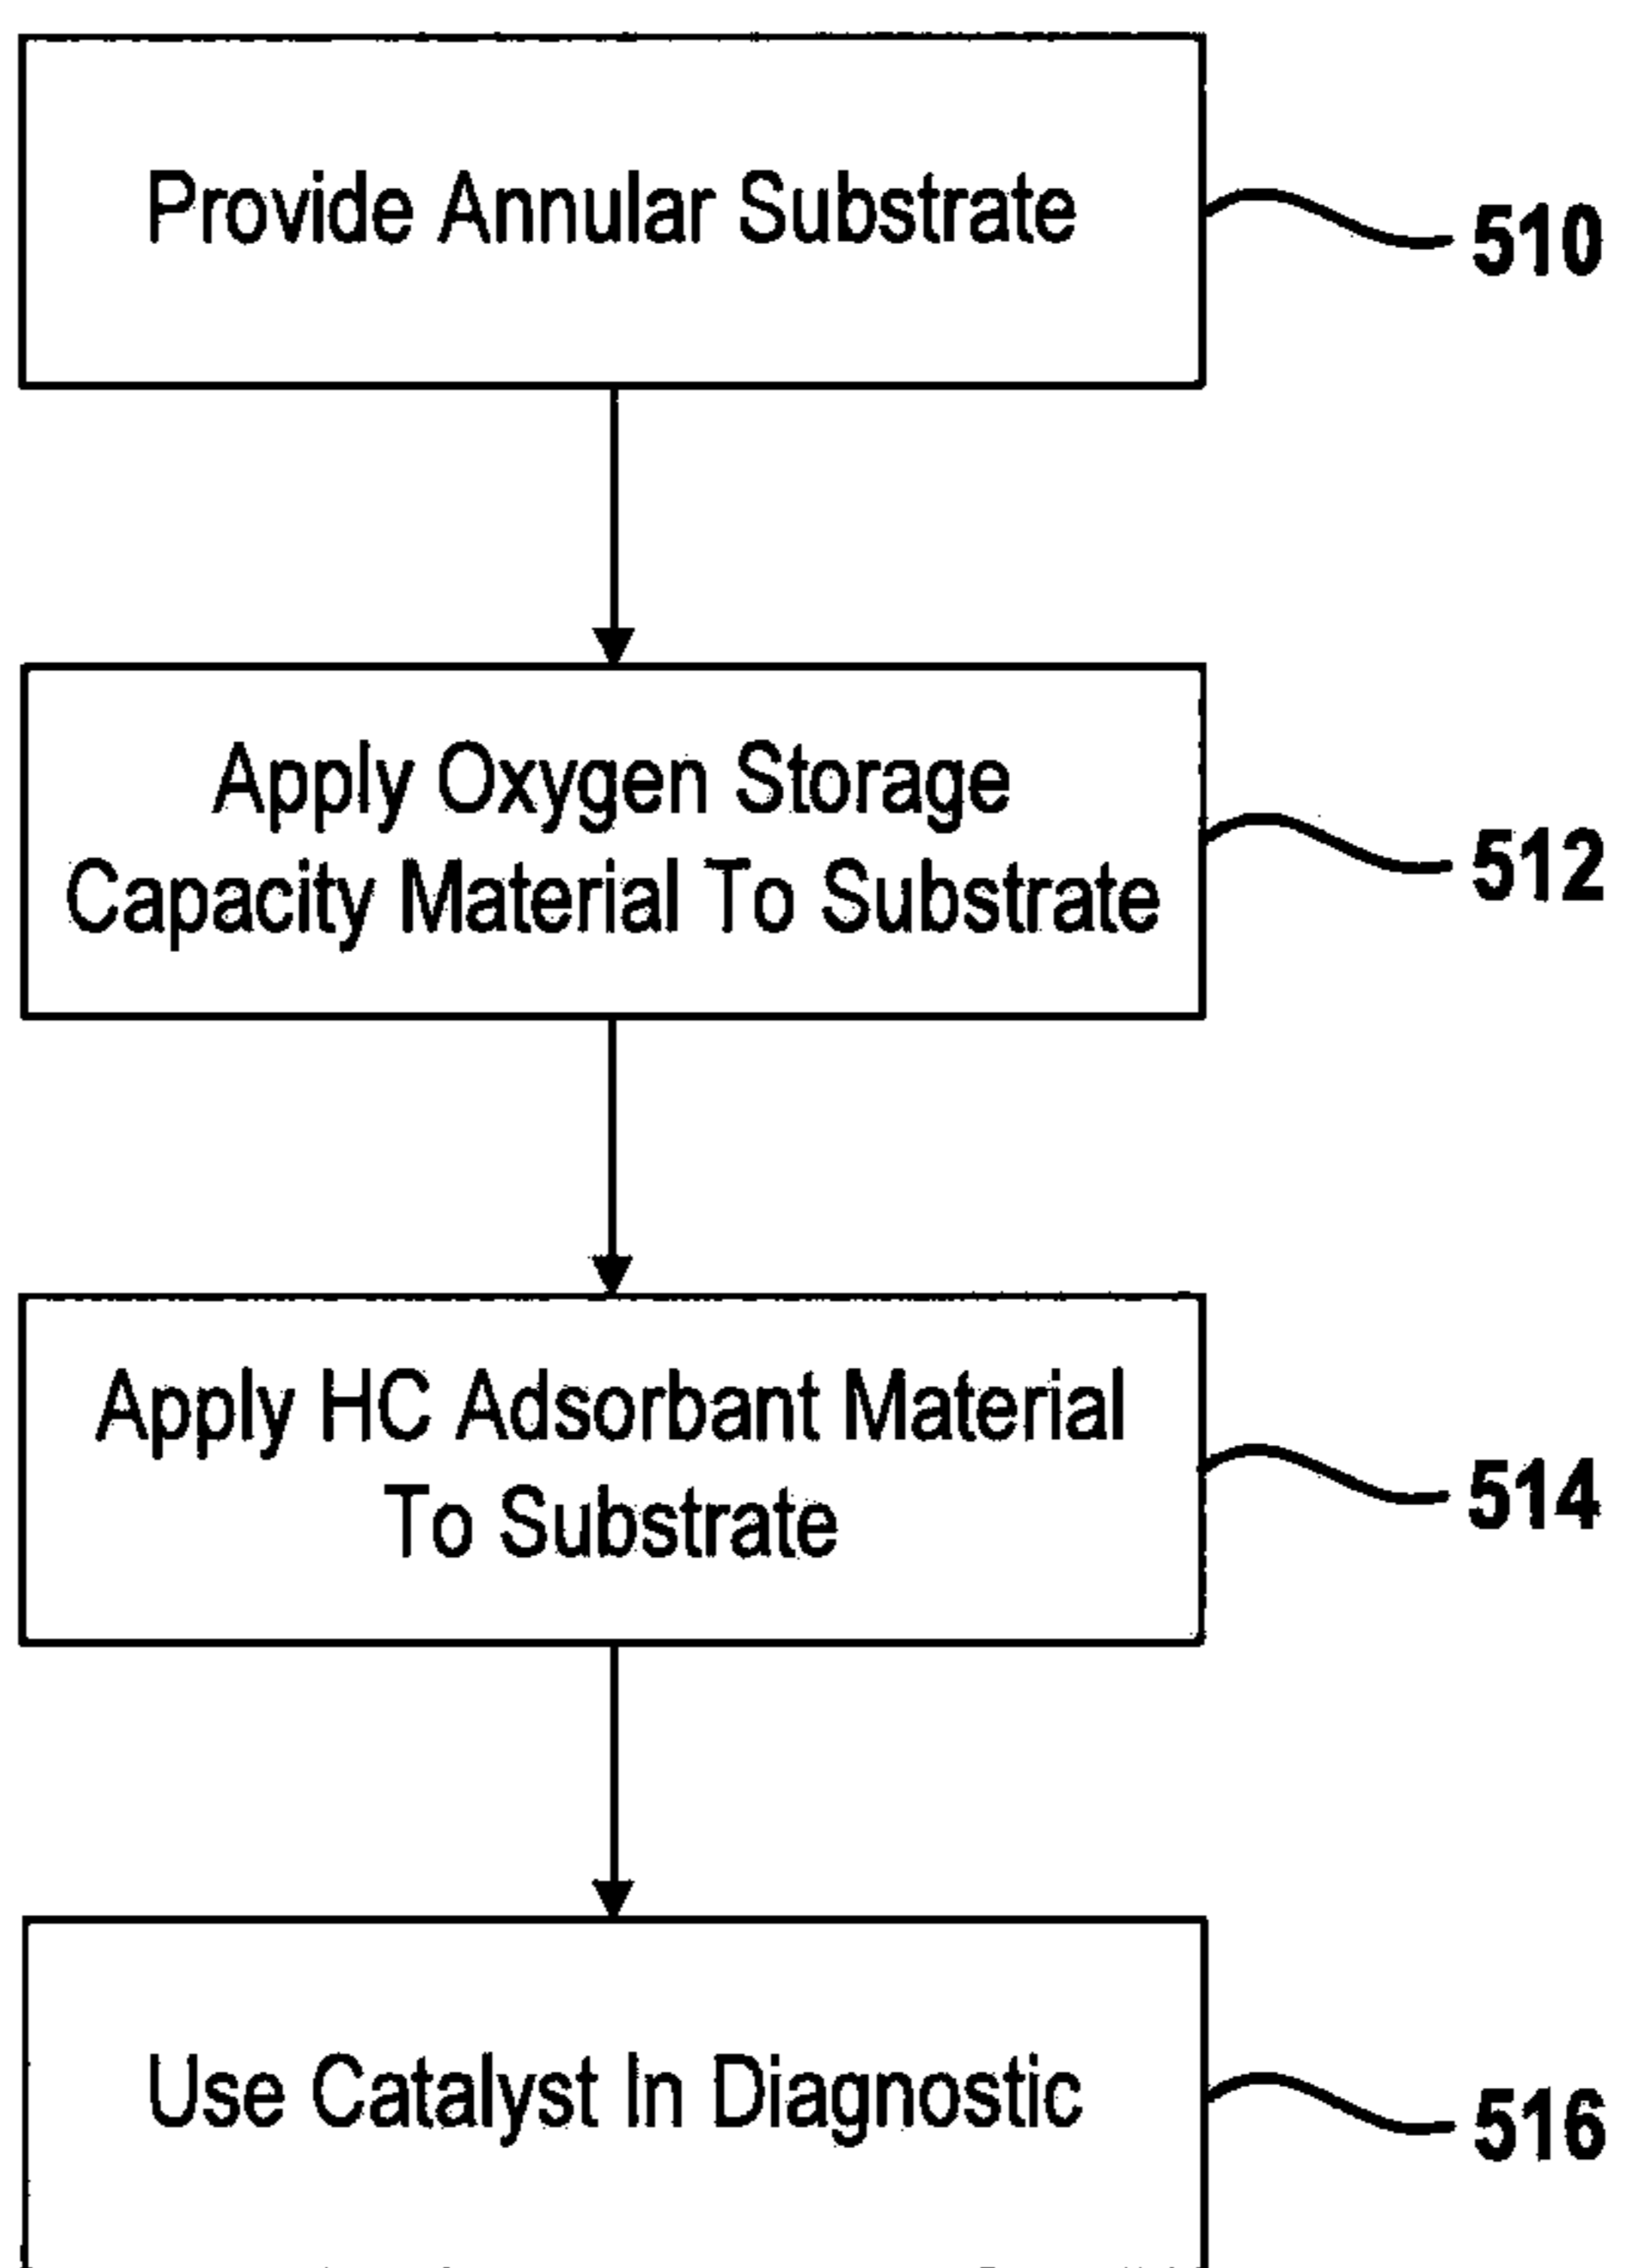 Provide Annular Substrate
510
Apply Oxygen Storage
Capacity Material To Substrate
512
Apply HC Adsorbant Material
To Substrate
514
Use Catalyst In Diagnostic
516